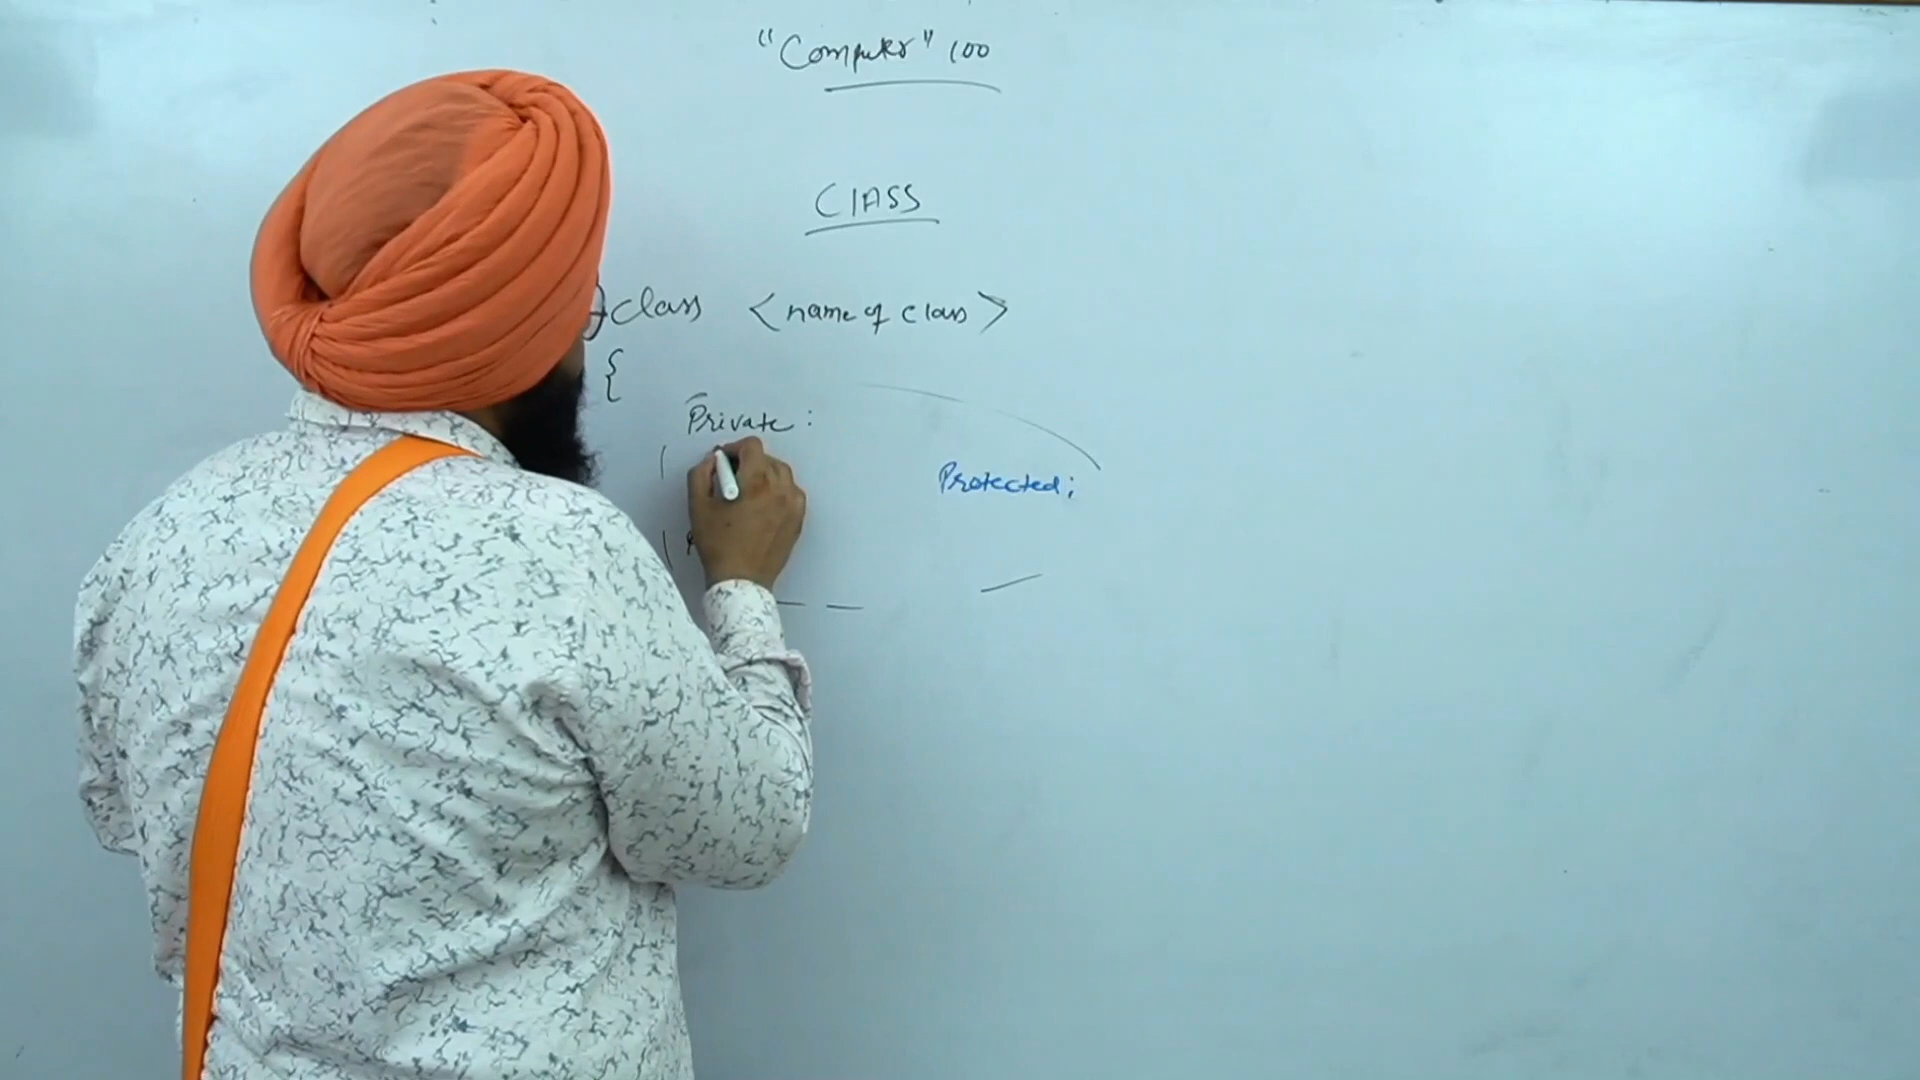 "Computer" 100
CLASS
class <name of class>
{
Private:
Protected;